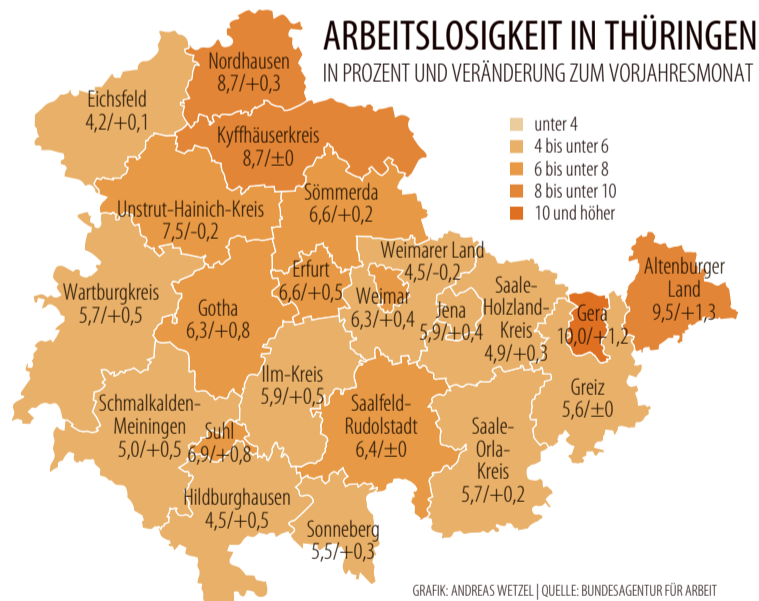 ARBEITSLOSIGKEIT IN THÜRINGEN
IN PROZENT UND VERÄNDERUNG ZUM VORJAHRESMONAT
unter 4
4 bis unter 6
6 bis unter 8
8 bis unter 10
10 und höher
Nordhausen
8,7/+0,3
Eichsfeld
4,2/+0,1
Kyffhäuserkreis
8,7/±0
Sömmerda
6,6/+0,2
Unstrut-Hainich-Kreis
7,5/-0,2
Weimarer Land
4,5/-0,2
Erfurt
6,6/+0,5
Wartburgkreis
5,7/+0,5
Gotha
6,3/+0,8
Weimar
6,3/+0,4
Jena
5,9/+0,4
Saale-
Holzland-
Kreis
4,9/+0,3
Gera
10,0/+1,2
Altenburger
Land
9,5/+1,3
Ilm-Kreis
5,9/+0,5
Greiz
5,6/±0
Schmalkalden-
Meiningen
5,0/+0,5
Suhl
6,9/+0,8
Saalfeld-
Rudolstadt
6,4/±0
Saale-
Orla-
Kreis
5,7/+0,2
Hildburghausen
4,5/+0,5
Sonneberg
5,5/+0,3
GRAFIK: ANDREAS WETZEL | QUELLE: BUNDESAGENTUR FÜR ARBEIT